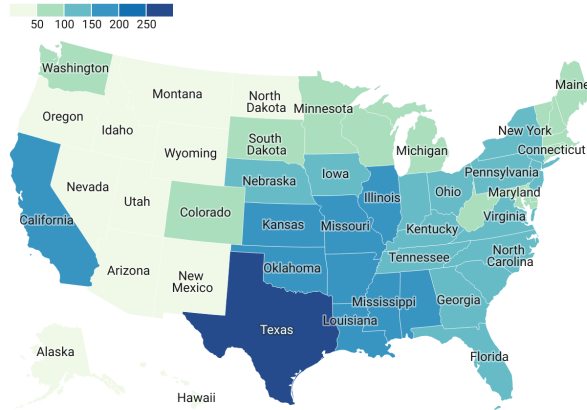 50 100 150 200 250
Washington
Montana
North
Dakota
Minnesota
Maine
Oregon
Idaho
South
Dakota
Michigan
New York
Connecticut
Wyoming
Nebraska
Iowa
Pennsylvania
Nevada
Utah
Colorado
Illinois
Ohio
Maryland
California
Kansas
Missouri
Kentucky
Virginia
Arizona
New
Mexico
Oklahoma
Tennessee
North
Carolina
Mississippi
Georgia
Texas
Louisiana
Alaska
Florida
Hawaii